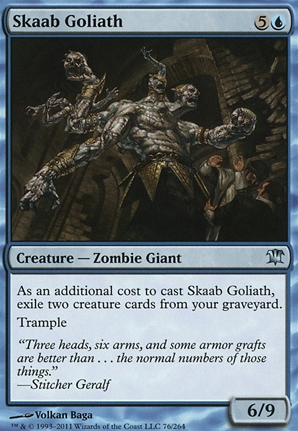 Skaab Goliath 5
Creature — Zombie Giant
As an additional cost to cast Skaab Goliath,
exile two creature cards from your graveyard.
Trample
“Three heads, six arms, and some armor grafts
are better than . . . the normal numbers of those
things.”
—Stitcher Geralf
Volkan Baga
™ & © 1993–2011 Wizards of the Coast LLC 76/264
6/9